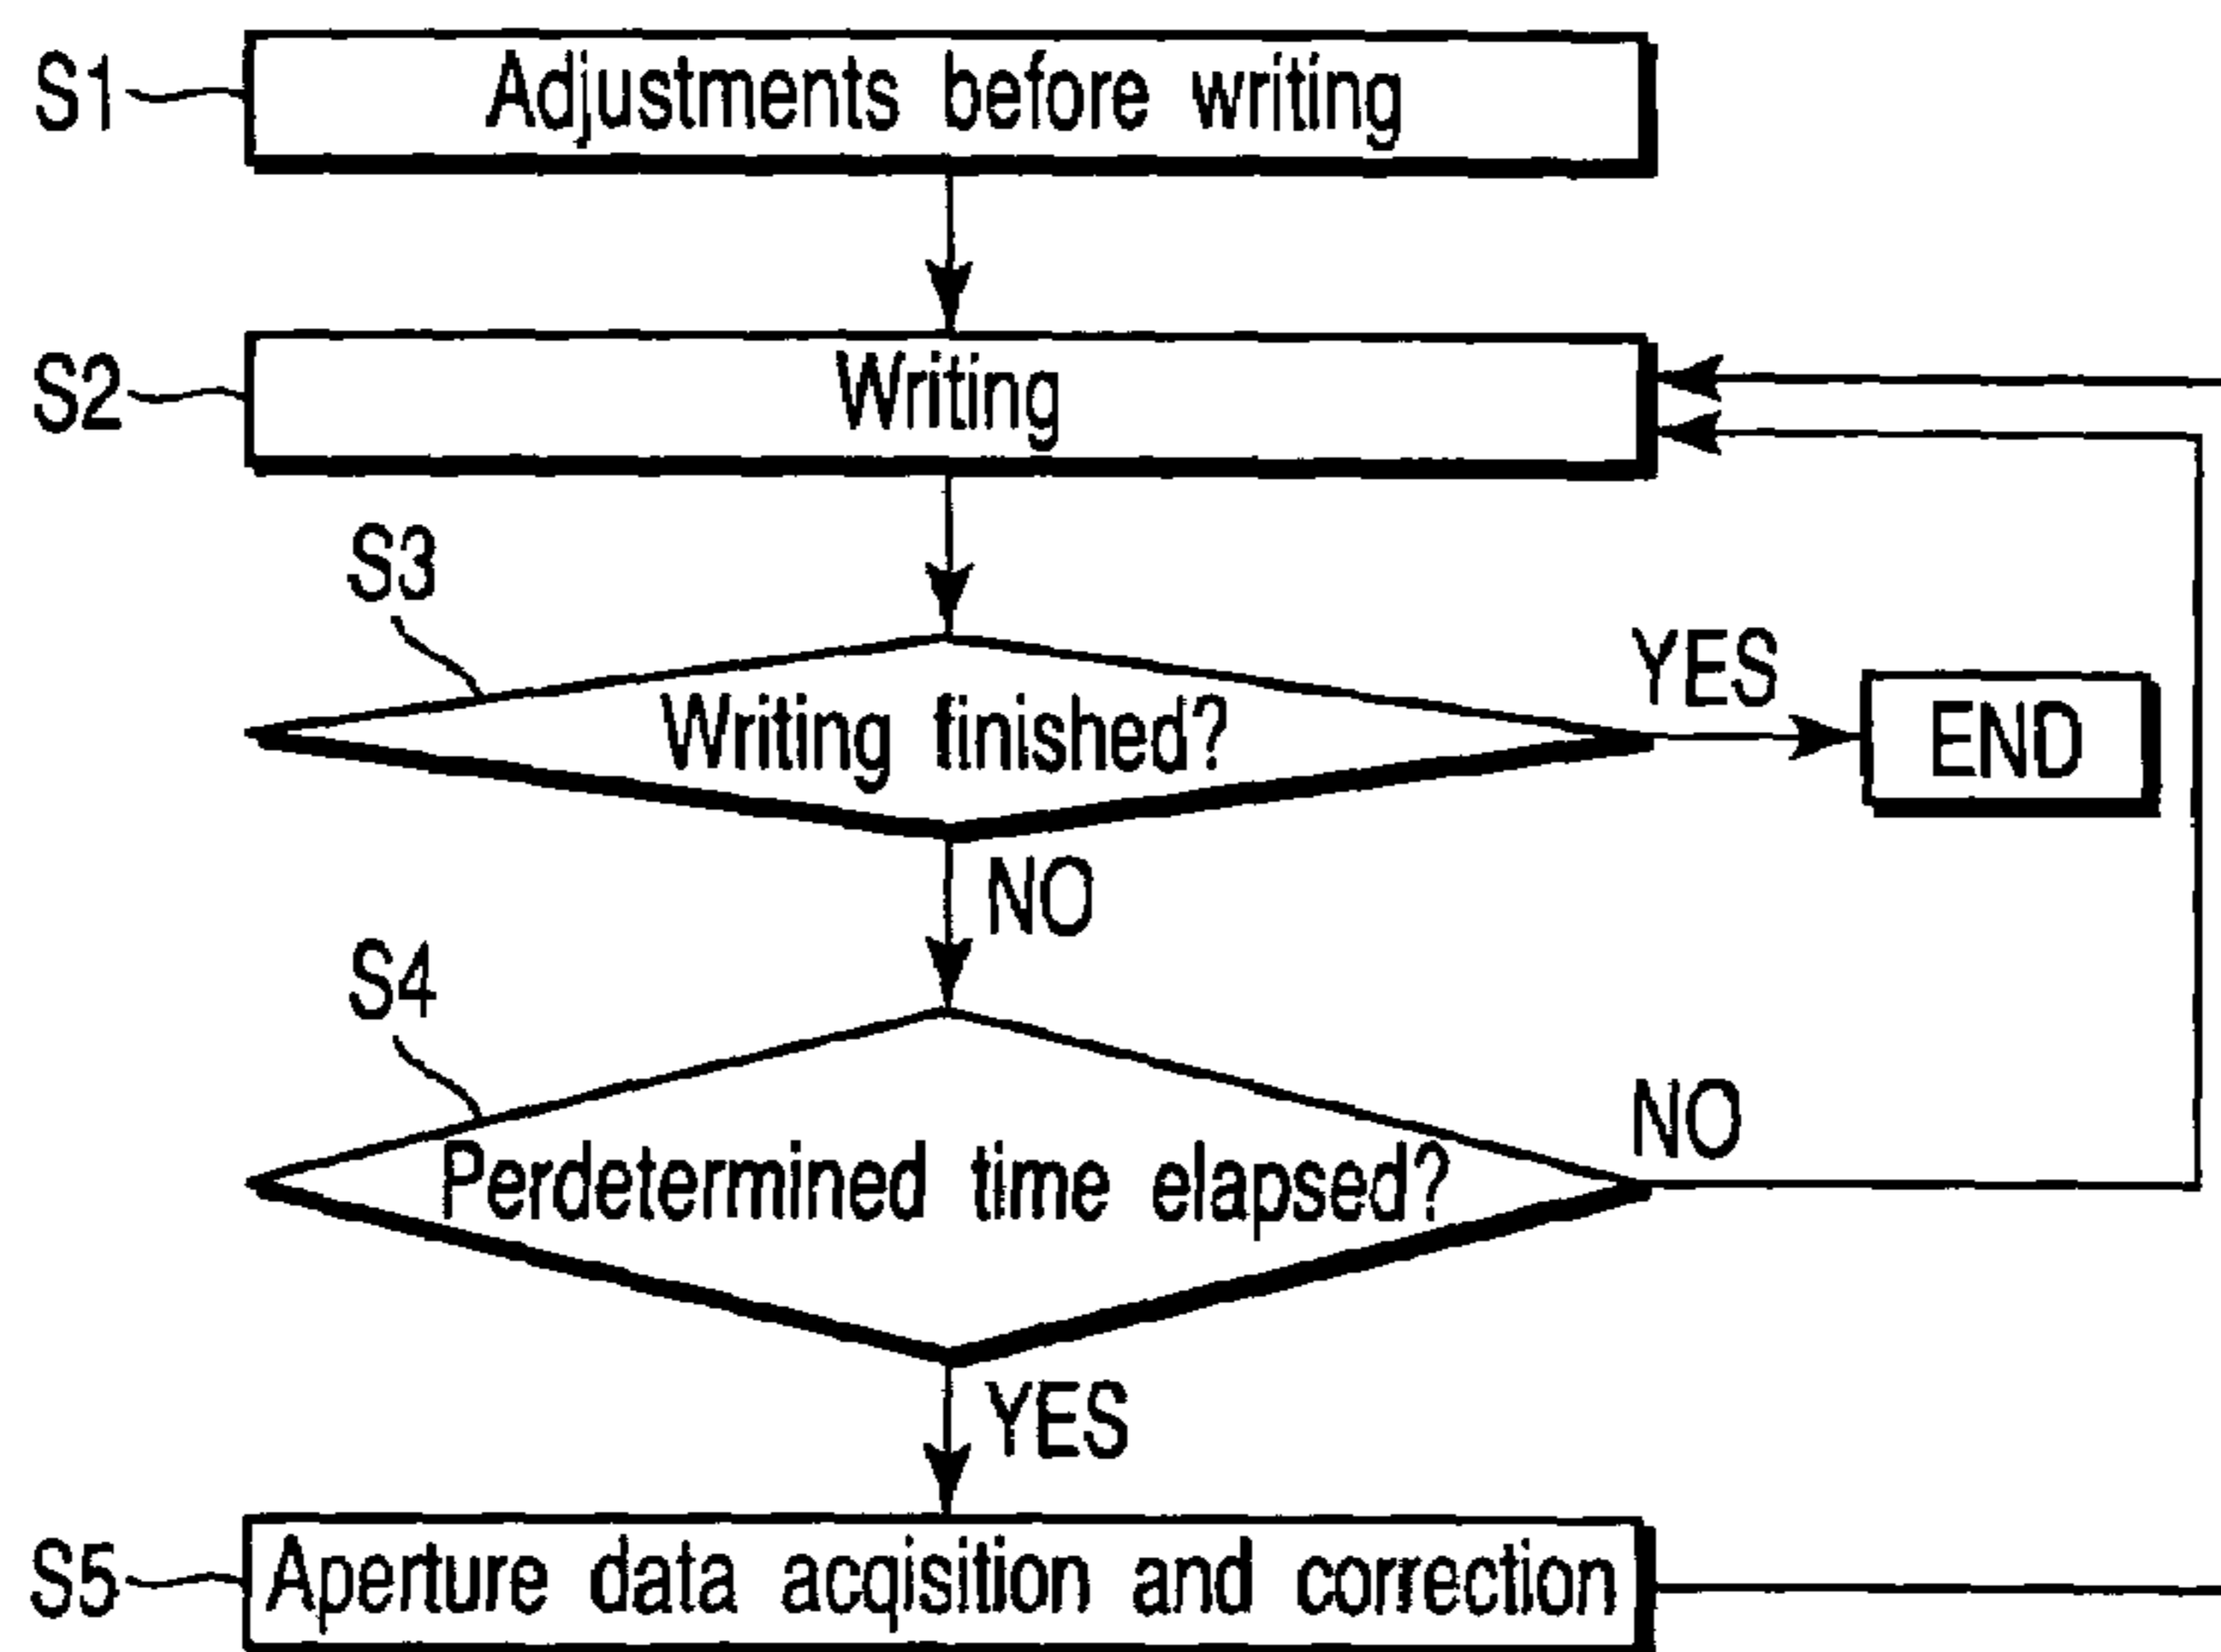 S1
Adjustments before writing
S2
Writing
S3
Writing finished?
YES
END
NO
S4
Perdetermined time elapsed?
NO
YES
S5
Aperture data acqisition and correction